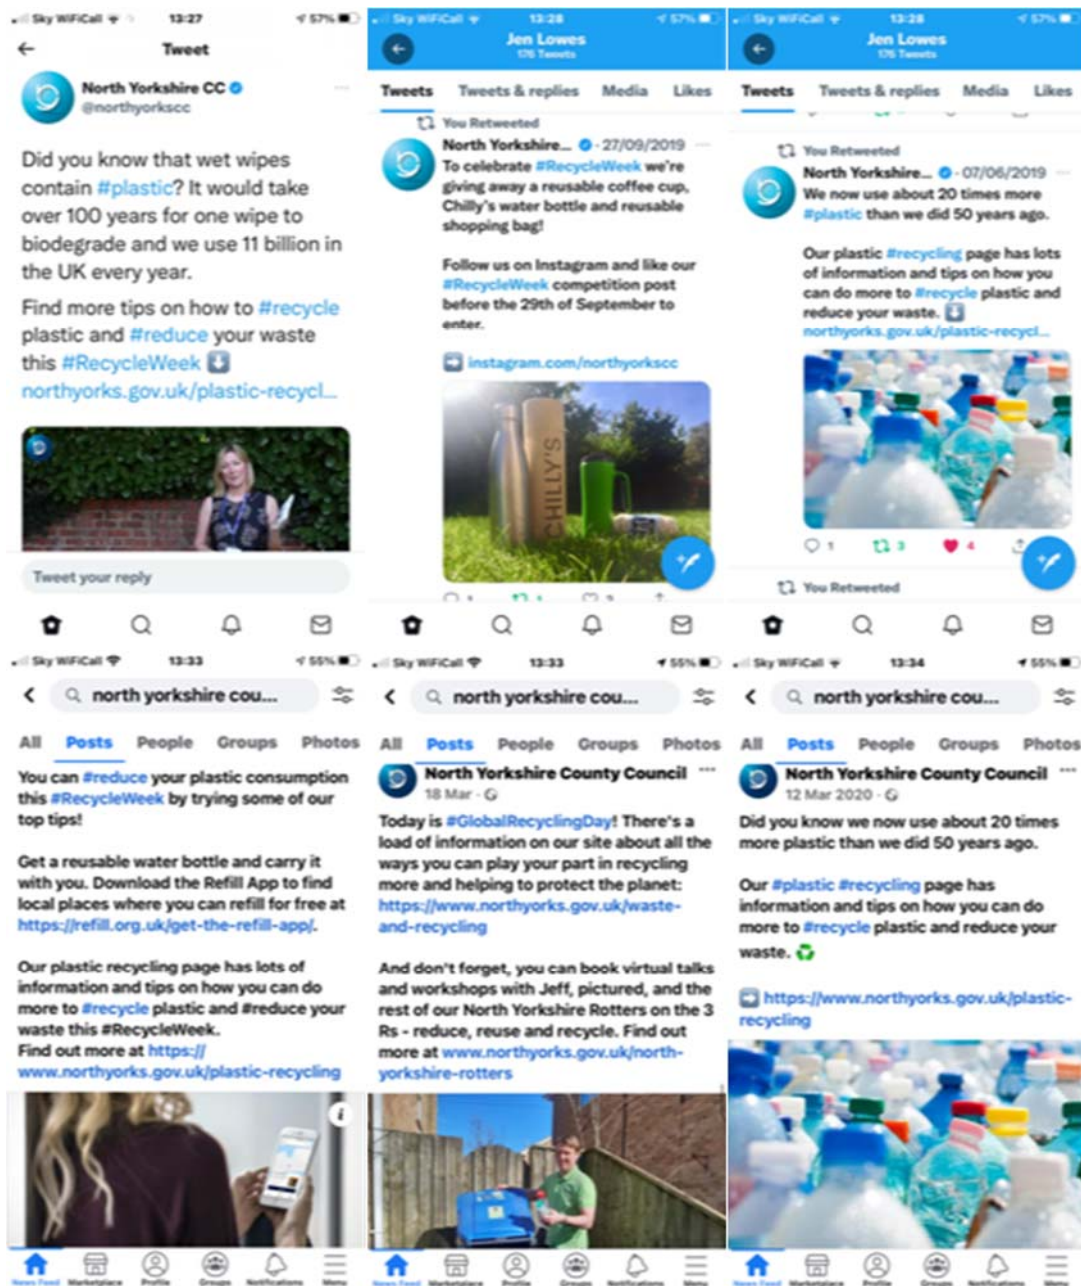 Sky WiFiCall 13:27 57%
Tweet
North Yorkshire CC
@northyorkscc
Did you know that wet wipes
contain #plastic? It would take
over 100 years for one wipe to
biodegrade and we use 11 billion in
the UK every year.
Find more tips on how to #recycle
plastic and #reduce your waste
this #RecycleWeek
northyorks.gov.uk/plastic-recycl...
Tweet your reply
Sky WiFiCall 13:28 57%
Jen Lowes
176 Tweets
Tweets Tweets & replies Media Likes
You Retweeted
North Yorkshire... · 27/09/2019
To celebrate #RecycleWeek we're
giving away a reusable coffee cup,
Chilly's water bottle and reusable
shopping bag!
Follow us on Instagram and like our
#RecycleWeek competition post
before the 29th of September to
enter.
instagram.com/northyorkscc
CHILLY'S
Sky WiFiCall 13:28 57%
Jen Lowes
176 Tweets
Tweets Tweets & replies Media Likes
You Retweeted
North Yorkshire... · 07/06/2019
We now use about 20 times more
#plastic than we did 50 years ago.
Our plastic #recycling page has lots
of information and tips on how you
can do more to #recycle plastic and
reduce your waste.
northyorks.gov.uk/plastic-recycl...
1 3 4
You Retweeted
Sky WiFiCall 13:33 55%
north yorkshire cou...
All Posts People Groups Photos
You can #reduce your plastic consumption
this #RecycleWeek by trying some of our
top tips!
Get a reusable water bottle and carry it
with you. Download the Refill App to find
local places where you can refill for free at
https://refill.org.uk/get-the-refill-app/.
Our plastic recycling page has lots of
information and tips on how you can do
more to #recycle plastic and #reduce your
waste this #RecycleWeek.
Find out more at https://
www.northyorks.gov.uk/plastic-recycling
News Feed Marketplace Profile Groups Notifications Menu
Sky WiFiCall 13:33 55%
north yorkshire cou...
All Posts People Groups Photos
North Yorkshire County Council
18 Mar ·
Today is #GlobalRecyclingDay! There's a
load of information on our site about all the
ways you can play your part in recycling
more and helping to protect the planet:
https://www.northyorks.gov.uk/waste-
and-recycling
And don't forget, you can book virtual talks
and workshops with Jeff, pictured, and the
rest of our North Yorkshire Rotters on the 3
Rs - reduce, reuse and recycle. Find out
more at www.northyorks.gov.uk/north-
yorkshire-rotters
News Feed Marketplace Profile Groups Notifications Menu
Sky WiFiCall 13:34 55%
north yorkshire cou...
All Posts People Groups Photos
North Yorkshire County Council
12 Mar 2020 ·
Did you know we now use about 20 times
more plastic than we did 50 years ago.
Our #plastic #recycling page has
information and tips on how you can do
more to #recycle plastic and reduce your
waste.
https://www.northyorks.gov.uk/plastic-
recycling
News Feed Marketplace Profile Groups Notifications Menu